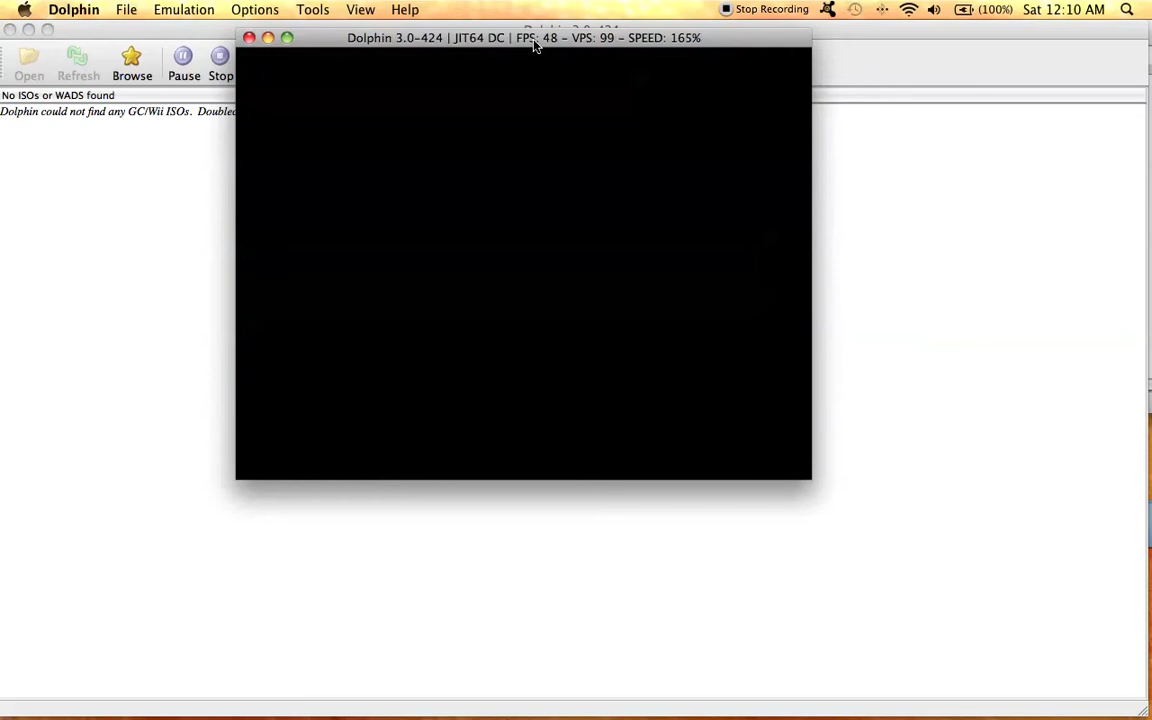 Dolphin File Emulation Options Tools View Help Stop Recording (100%) Sat 12:10 AM
Dolphin 3.0-424 | JIT64 DC | FPS: 48 - VPS: 99 - SPEED: 165%
Open Refresh Browse Pause Stop
No ISOs or WADS found
Dolphin could not find any GC/Wii ISOs. Doublec